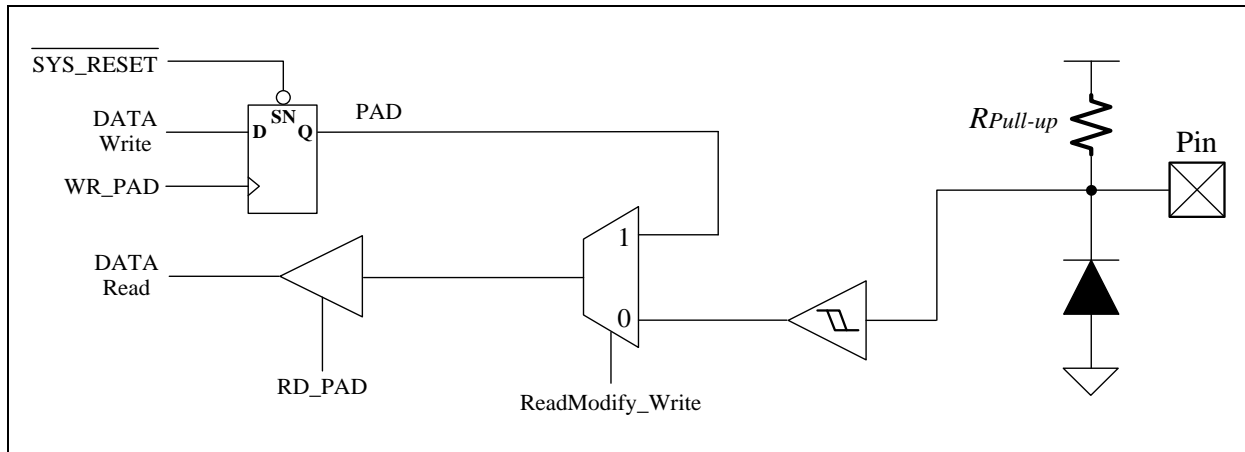 SYS_RESET
SN
PAD
DATA
Write
D
Q
RPull-up
Pin
WR_PAD
1
DATA
Read
0
RD_PAD
ReadModify_Write